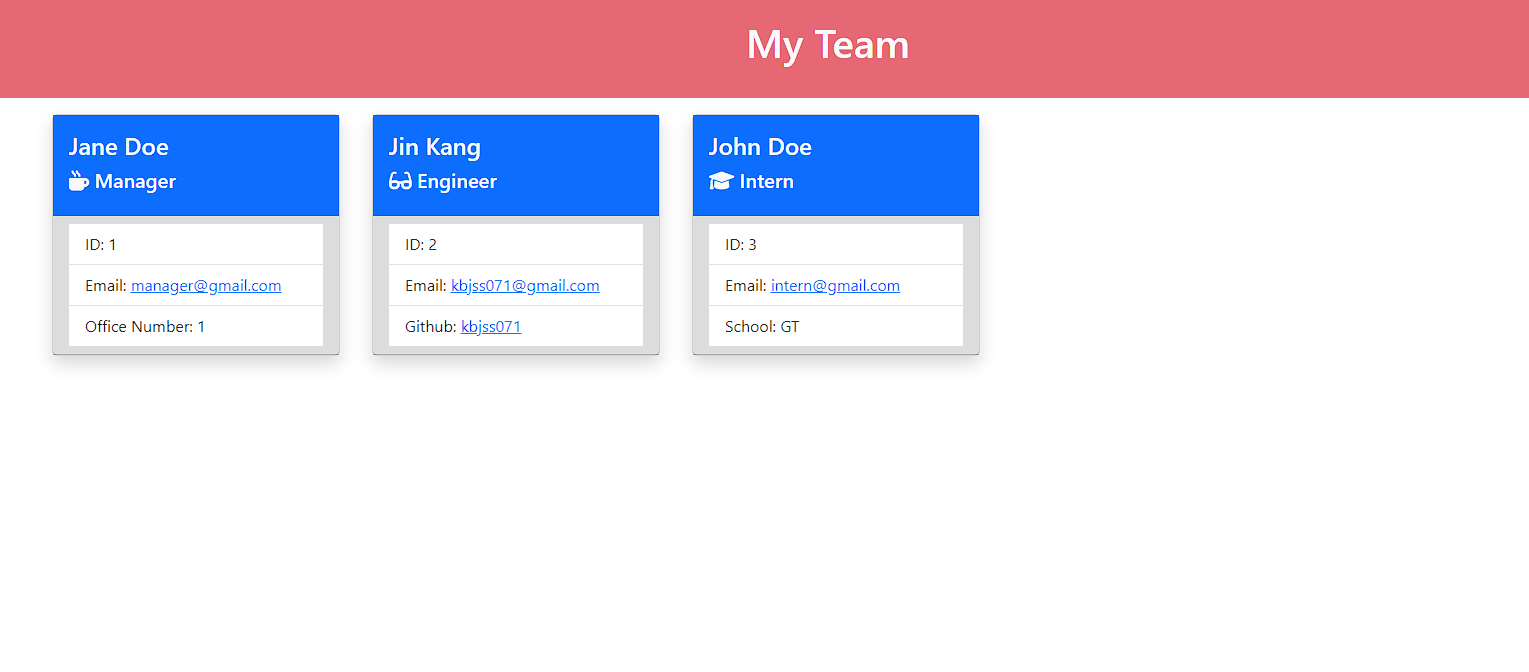 My Team
Jane Doe
Manager
ID: 1
Email: manager@gmail.com
Office Number: 1
Jin Kang
Engineer
ID: 2
Email: kbjss071@gmail.com
Github: kbjss071
John Doe
Intern
ID: 3
Email: intern@gmail.com
School: GT